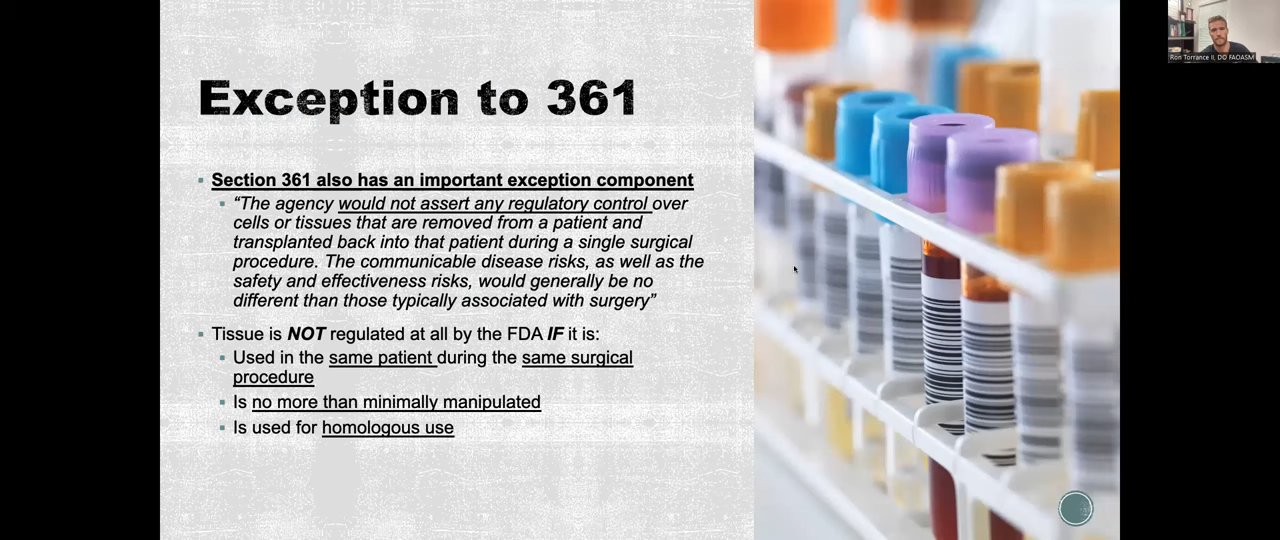 Exception to 361
Section 361 also has an important exception component
"The agency would not assert any regulatory control over
cells or tissues that are removed from a patient and
transplanted back into that patient during a single surgical
procedure. The communicable disease risks, as well as the
safety and effectiveness risks, would generally be no
different than those typically associated with surgery"
Tissue is NOT regulated at all by the FDA IF it is:
Used in the same patient during the same surgical
procedure
Is no more than minimally manipulated
Is used for homologous use
Ron Torrance II, DO FAOASM